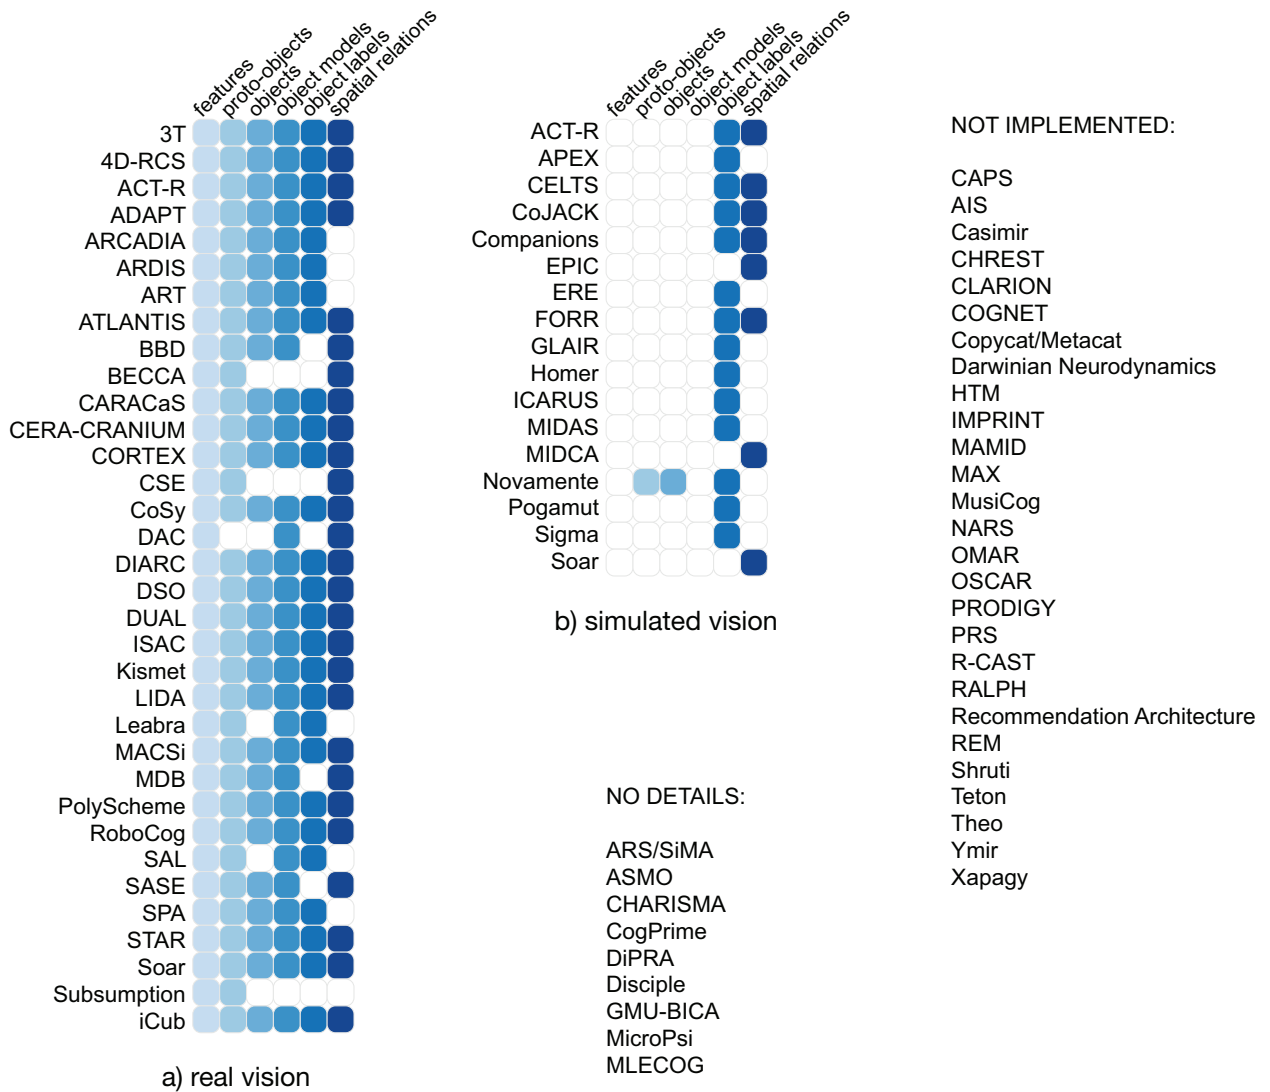 features
proto-objects
objects
object models
object labels
spatial relations
3T
4D-RCS
ACT-R
ADAPT
ARCADIA
ARDIS
ART
ATLANTIS
BBD
BECCA
CARACaS
CERA-CRANIUM
CORTEX
CSE
CoSy
DAC
DIARC
DSO
DUAL
ISAC
Kismet
LIDA
Leabra
MACSi
MDB
PolyScheme
RoboCog
SAL
SASE
SPA
STAR
Soar
Subsumption
iCub
a) real vision
features
proto-objects
objects
object models
object labels
spatial relations
ACT-R
APEX
CELTS
CoJACK
Companions
EPIC
ERE
FORR
GLAIR
Homer
ICARUS
MIDAS
MIDCA
Novamente
Pogamut
Sigma
Soar
b) simulated vision
NO DETAILS:
ARS/SiMA
ASMO
CHARISMA
CogPrime
DiPRA
Disciple
GMU-BICA
MicroPsi
MLECOG
NOT IMPLEMENTED:
CAPS
AIS
Casimir
CHREST
CLARION
COGNET
Copycat/Metacat
Darwinian Neurodynamics
HTM
IMPRINT
MAMID
MAX
MusiCog
NARS
OMAR
OSCAR
PRODIGY
PRS
R-CAST
RALPH
Recommendation Architecture
REM
Shruti
Teton
Theo
Ymir
Xapagy